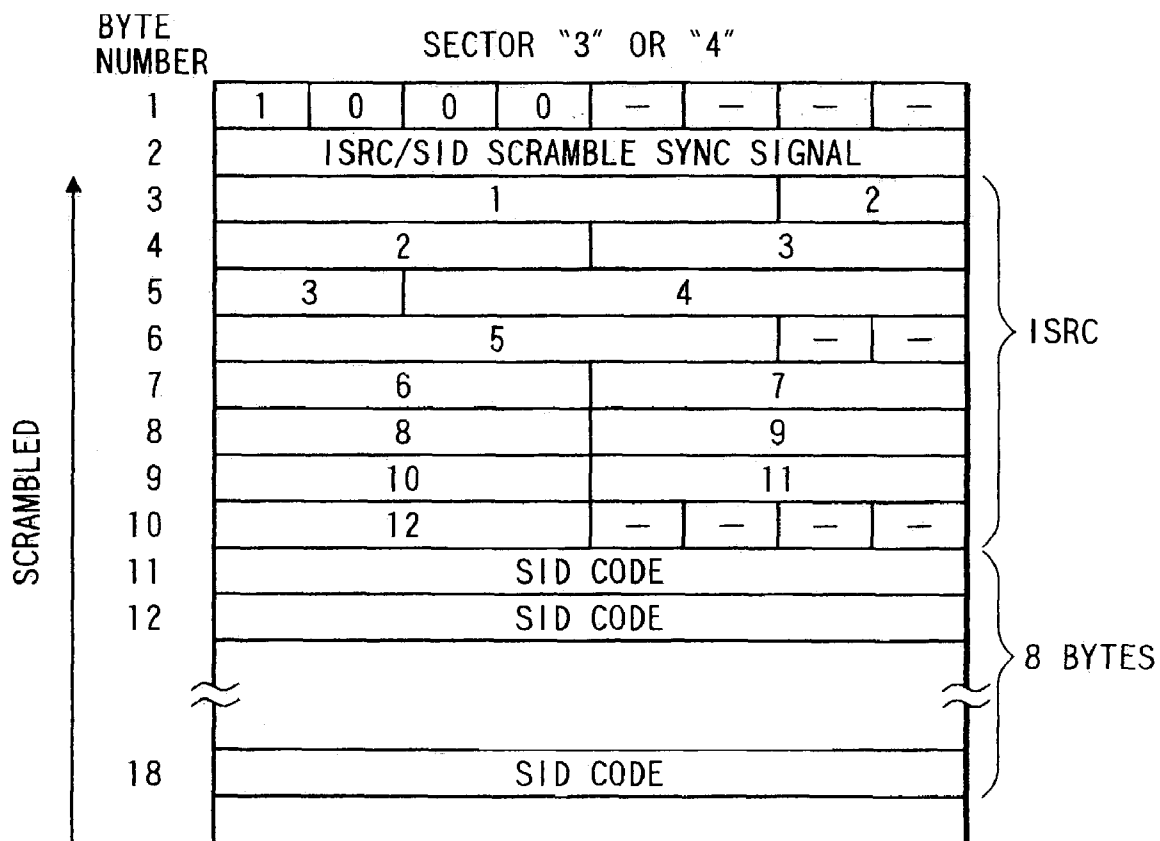 BYTE
NUMBER
SECTOR "3" OR "4"
1 1 0 0 0 — — — —
2 ISRC/SID SCRAMBLE SYNC SIGNAL
3 1 2
4 2 3
5 3 4
6 5 — —
ISRC
7 6 7
8 8 9
9 10 11
10 12 — — — —
11 SID CODE
12 SID CODE
8 BYTES
18 SID CODE
SCRAMBLED